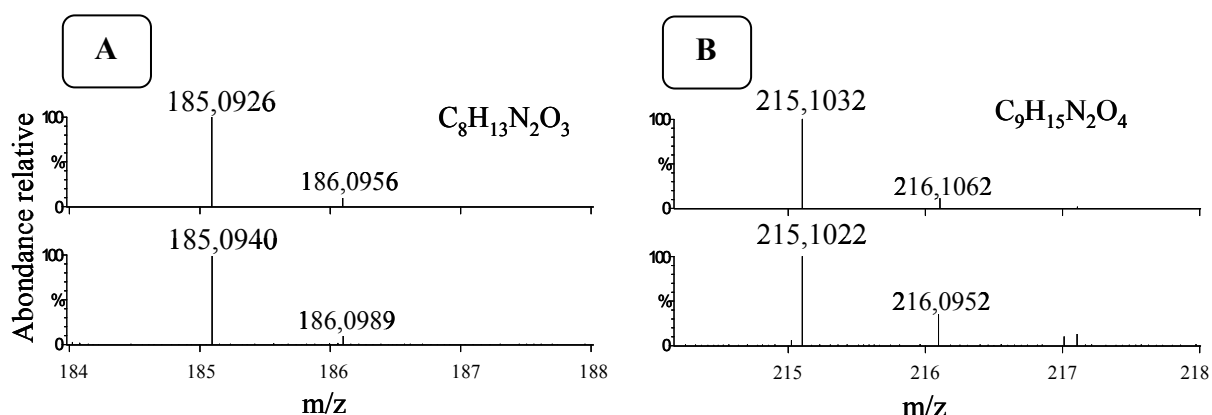 A
185,0926
C₈H₁₃N₂O₃
100
%
186,0956
0
185,0940
100
%
186,0989
0
184 185 186 187 188
m/z
Abondance relative
B
215,1032
C₉H₁₅N₂O₄
100
%
216,1062
0
215,1022
100
%
216,0952
0
215 216 217 218
m/z